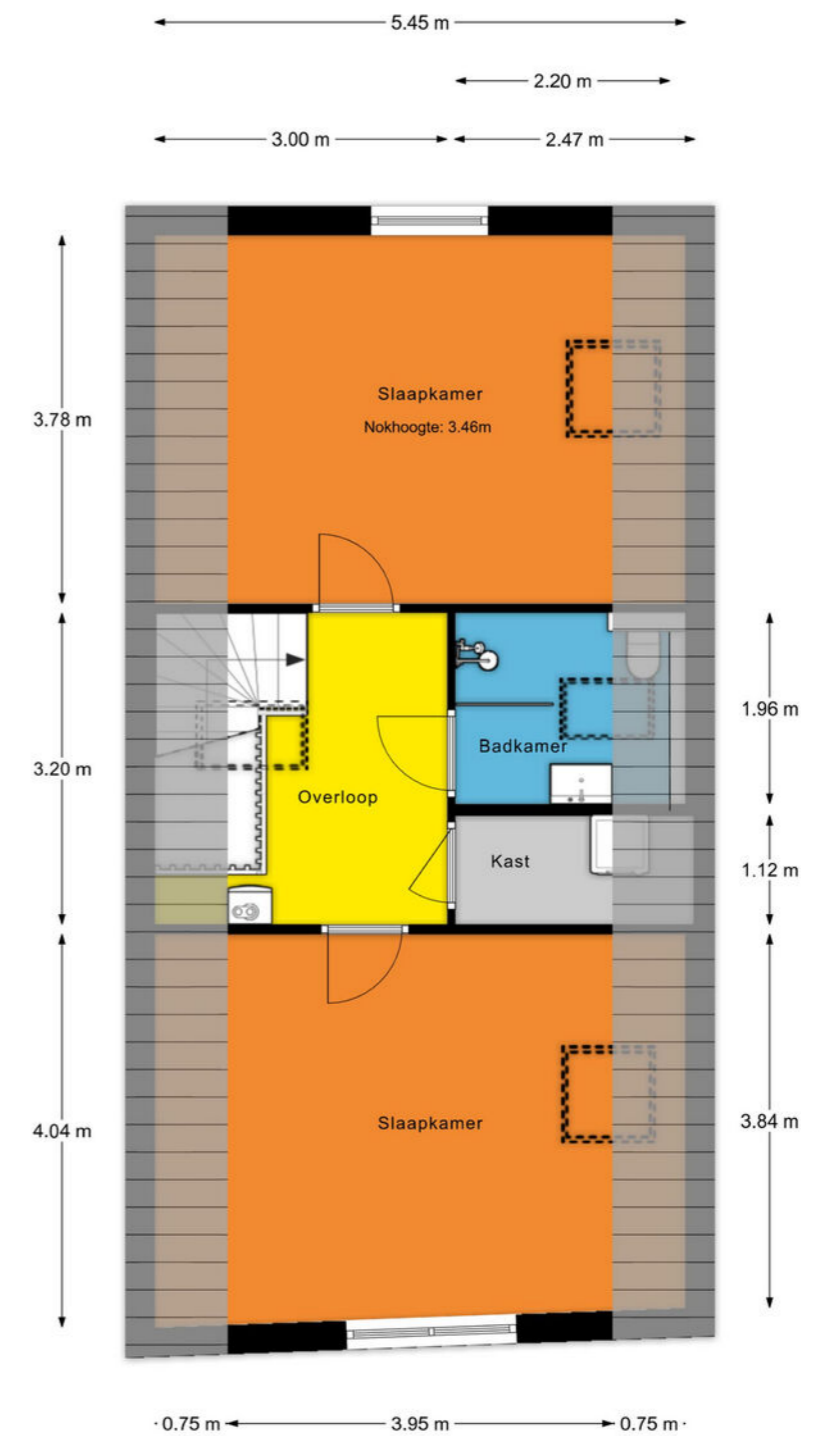 5.45 m
2.20 m
3.00 m
2.47 m
Slaapkamer
Nokhoogte: 3.46m
3.78 m
1.96 m
Badkamer
3.20 m
Overloop
Kast
1.12 m
Slaapkamer
3.84 m
4.04 m
0.75 m
3.95 m
0.75 m